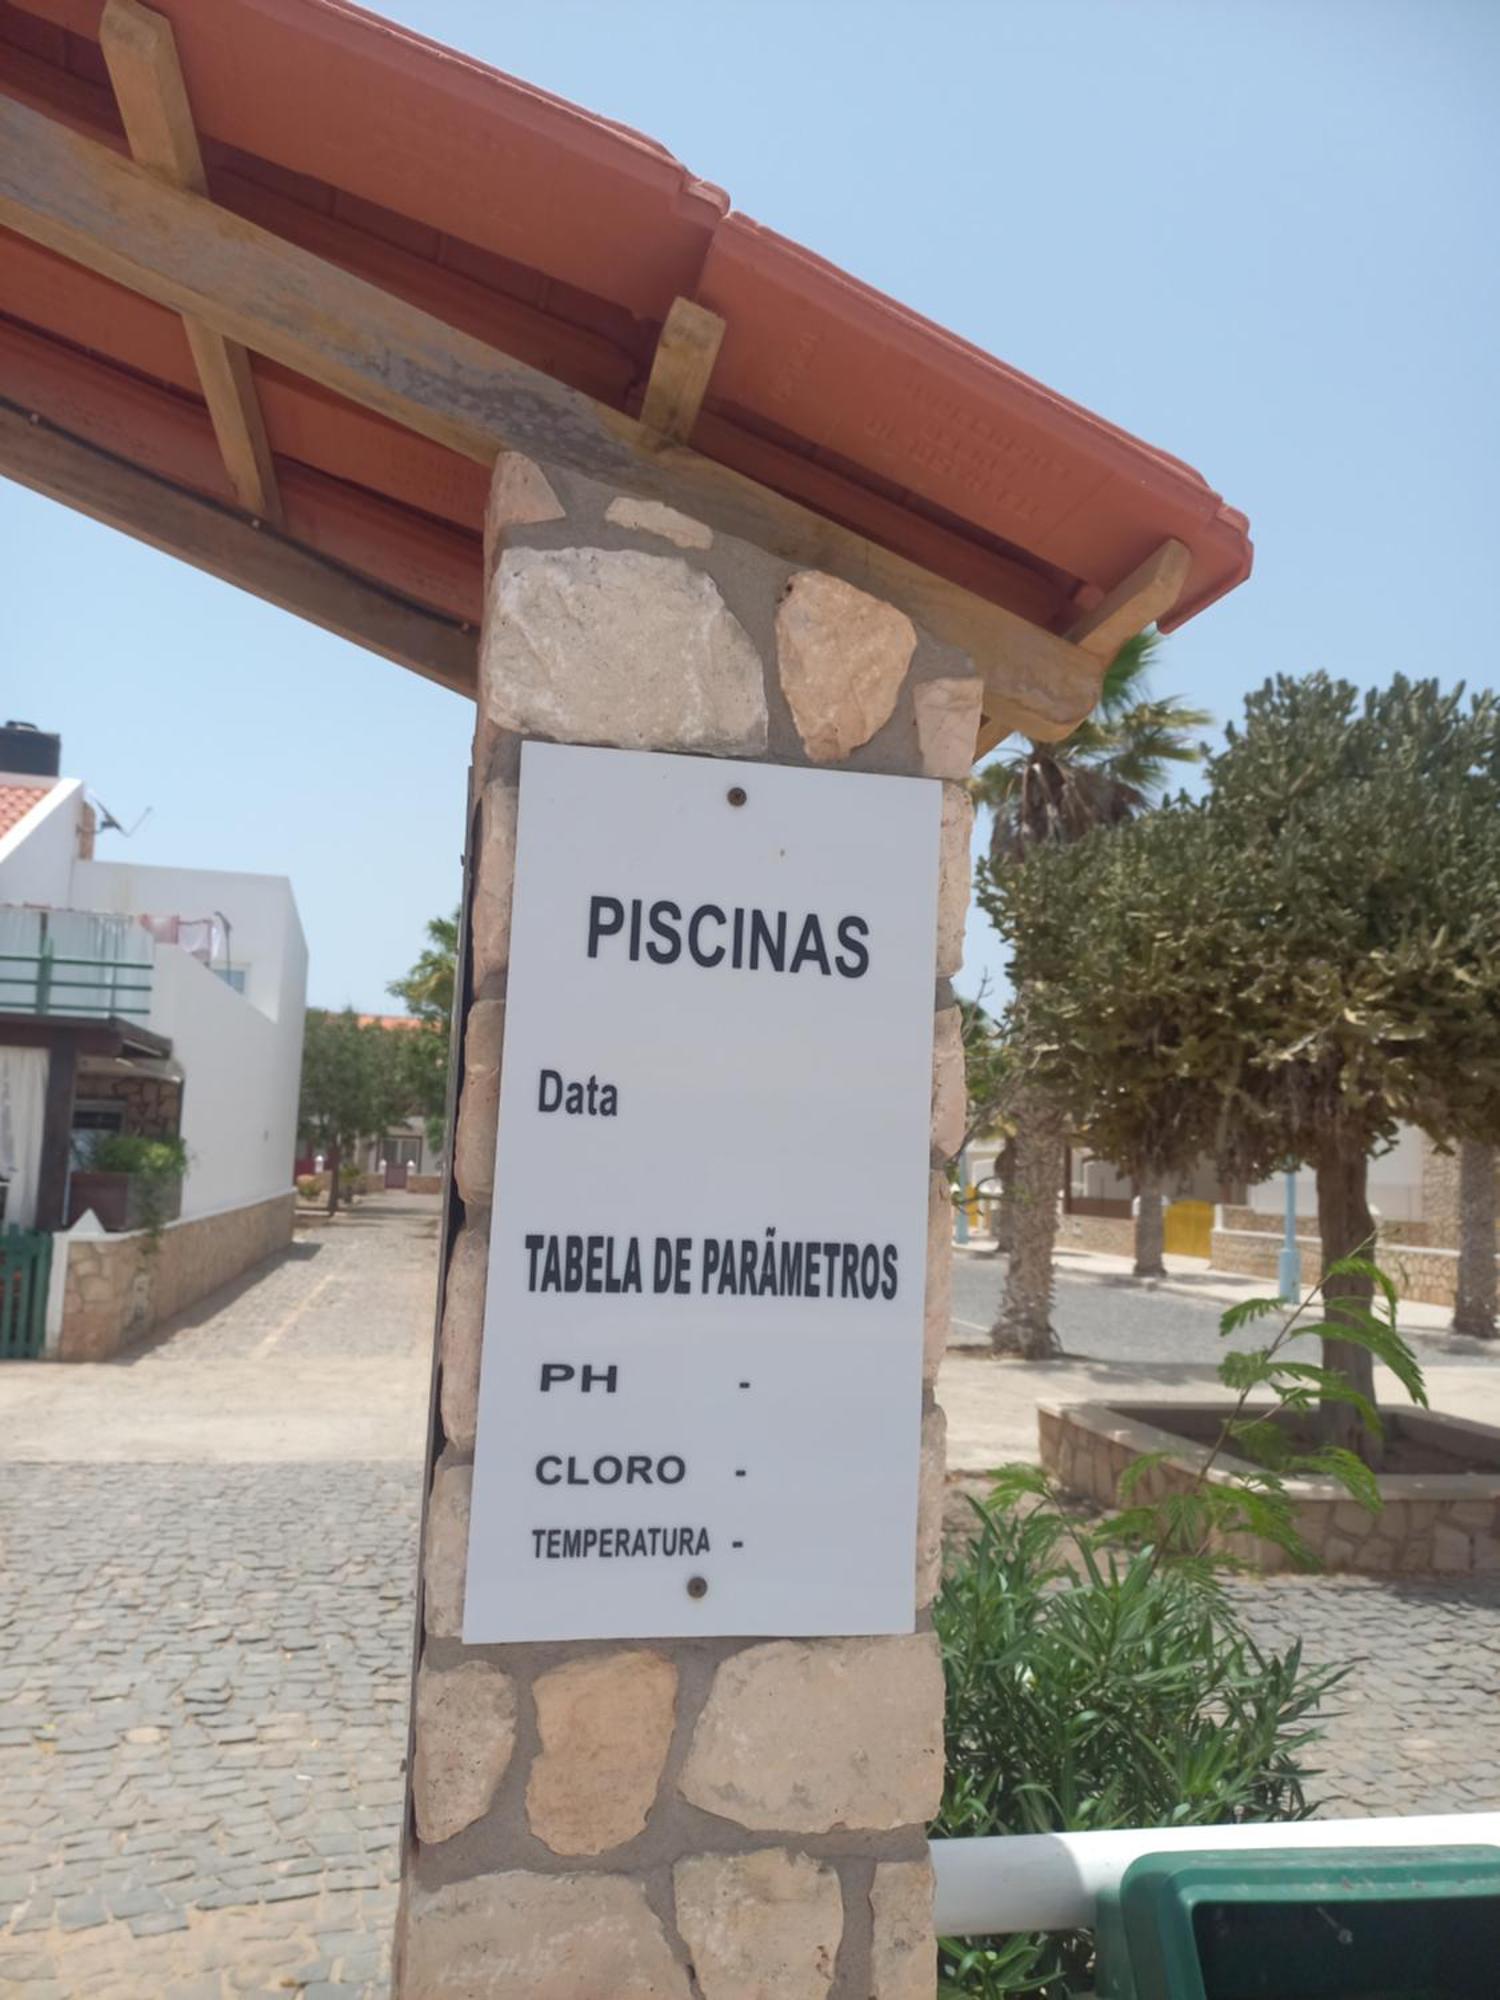 PISCINAS
Data
TABELA DE PARÃMETROS
PH -
CLORO -
TEMPERATURA -